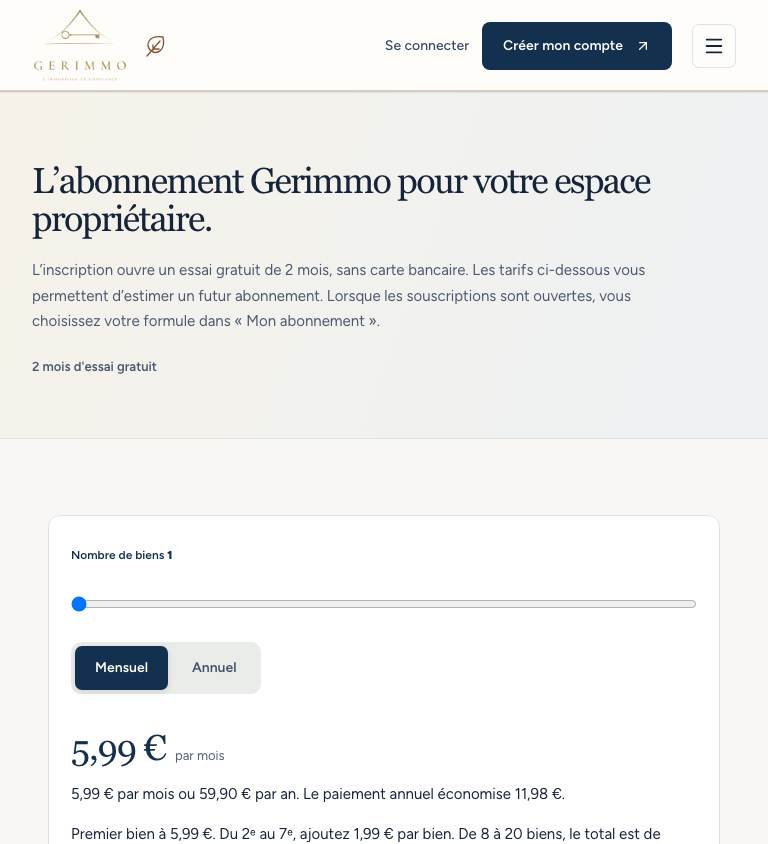 GERIMMO
Se connecter
Créer mon compte
L’abonnement Gerimmo pour votre espace
propriétaire.
L’inscription ouvre un essai gratuit de 2 mois, sans carte bancaire. Les tarifs ci-dessous vous
permettent d’estimer un futur abonnement. Lorsque les souscriptions sont ouvertes, vous
choisissez votre formule dans « Mon abonnement ».
2 mois d'essai gratuit
Nombre de biens 1
Mensuel
Annuel
5,99 € par mois
5,99 € par mois ou 59,90 € par an. Le paiement annuel économise 11,98 €.
Premier bien à 5,99 €. Du 2ᵉ au 7ᵉ, ajoutez 1,99 € par bien. De 8 à 20 biens, le total est de